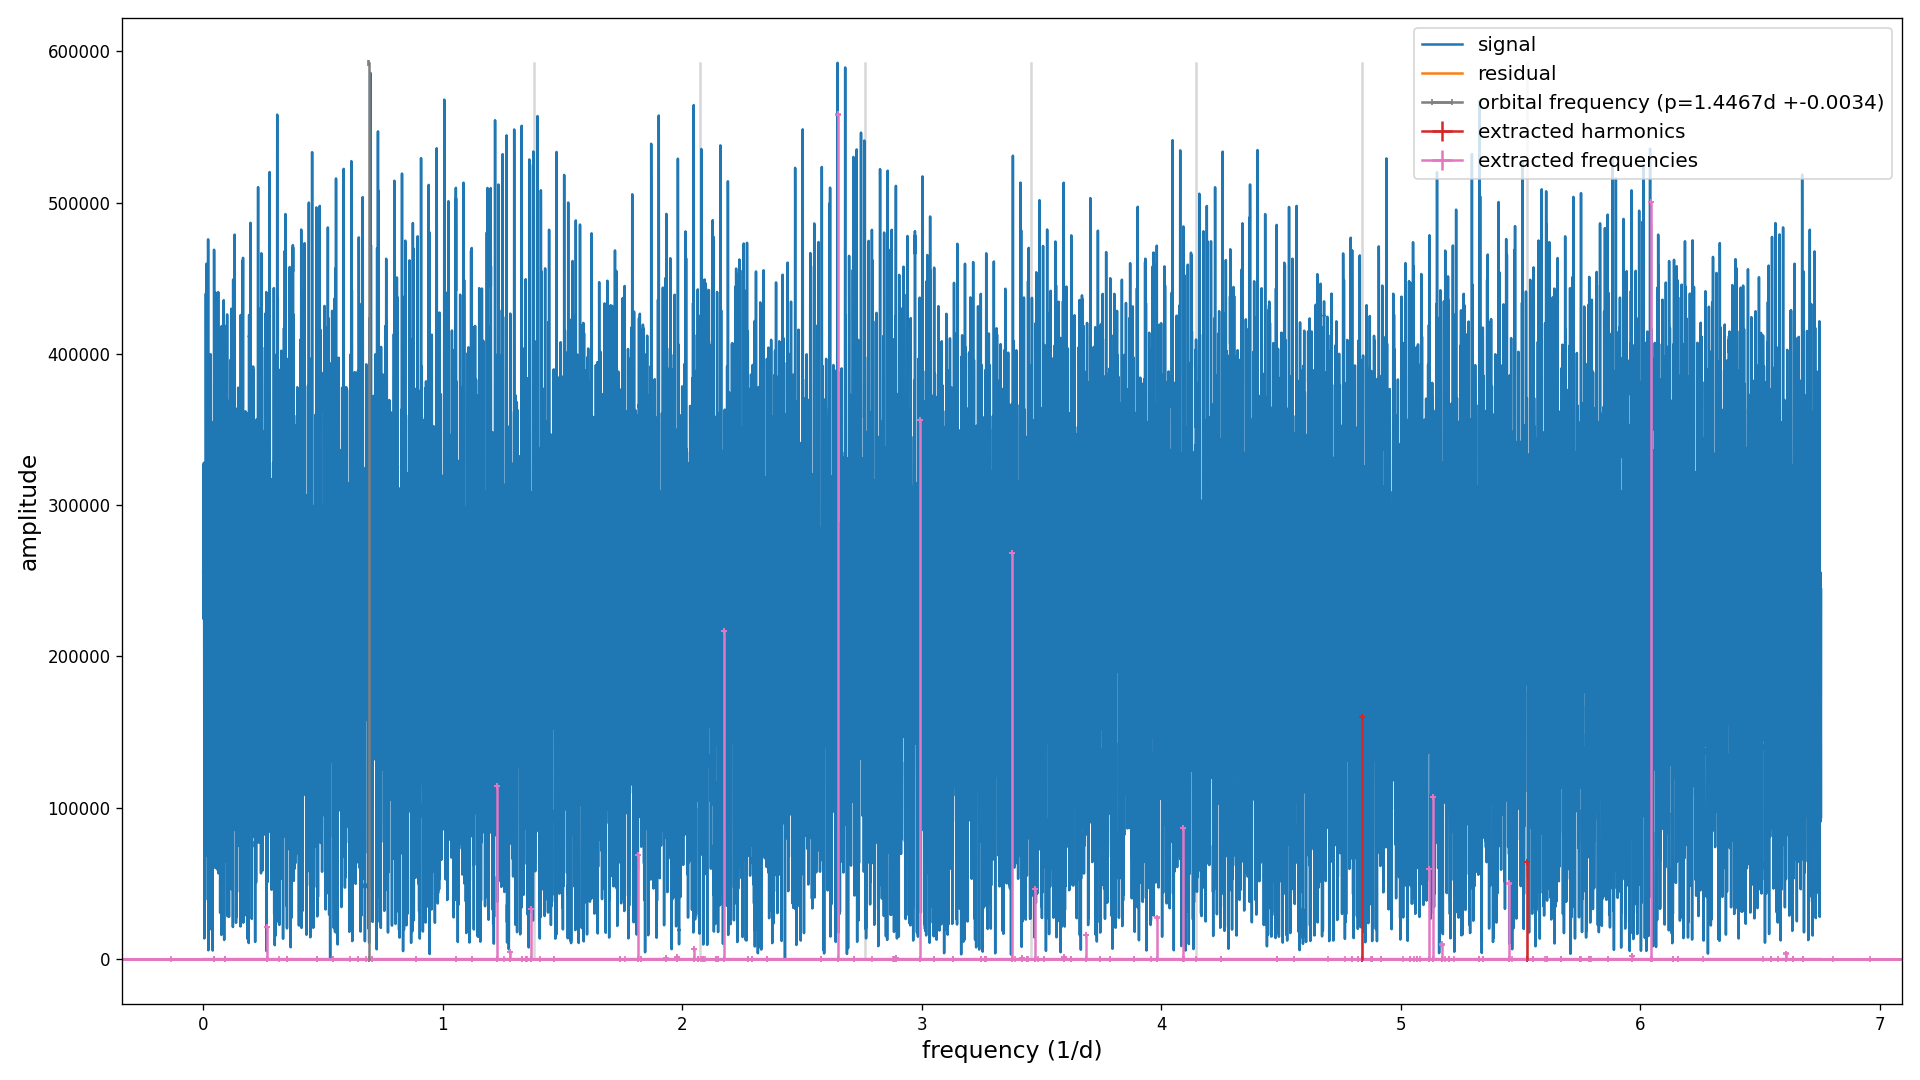 600000
500000
400000
300000
200000
100000
0
amplitude
0 1 2 3 4 5 6 7
frequency (1/d)
signal
residual
orbital frequency (p=1.4467d +-0.0034)
extracted harmonics
extracted frequencies